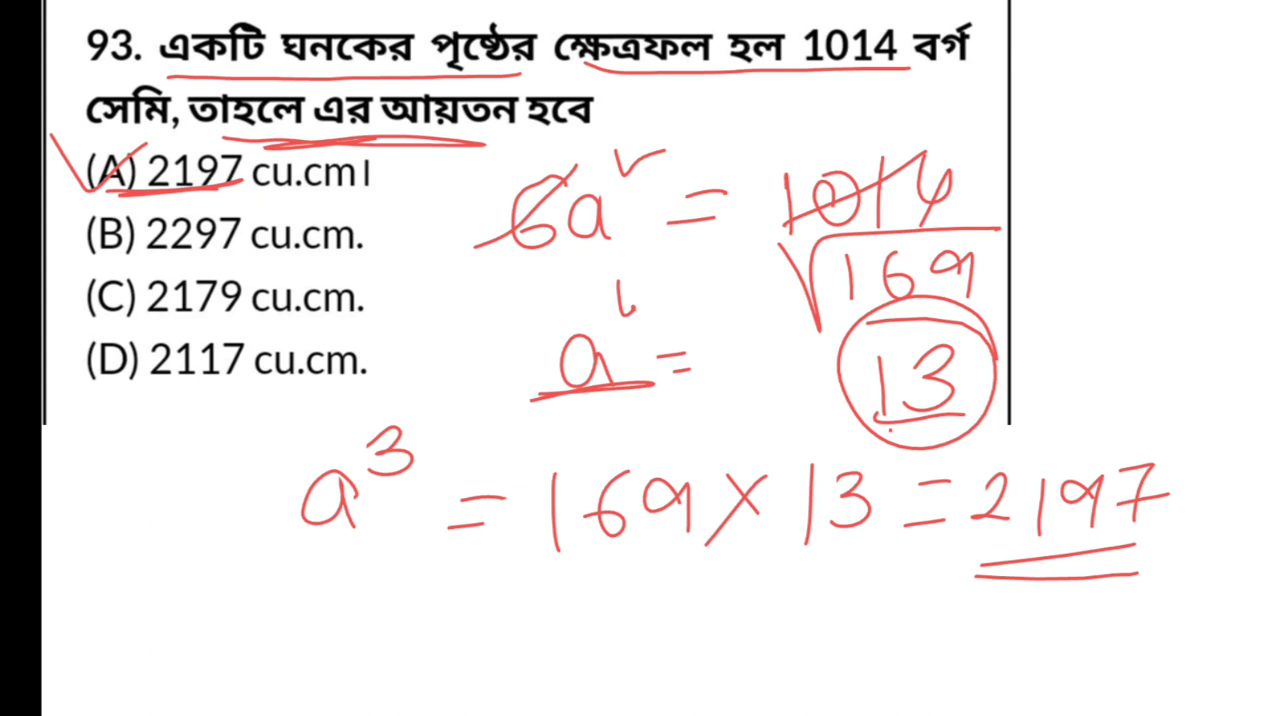 93. একটি ঘনকের পৃষ্ঠের ক্ষেত্রফল হল 1014 বর্গ
সেমি, তাহলে এর আয়তন হবে
(A) 2197 cu.cm।
(B) 2297 cu.cm.
(C) 2179 cu.cm.
(D) 2117 cu.cm.
6a² = 1014
√169
a = 13
a³ = 169 × 13 = 2197